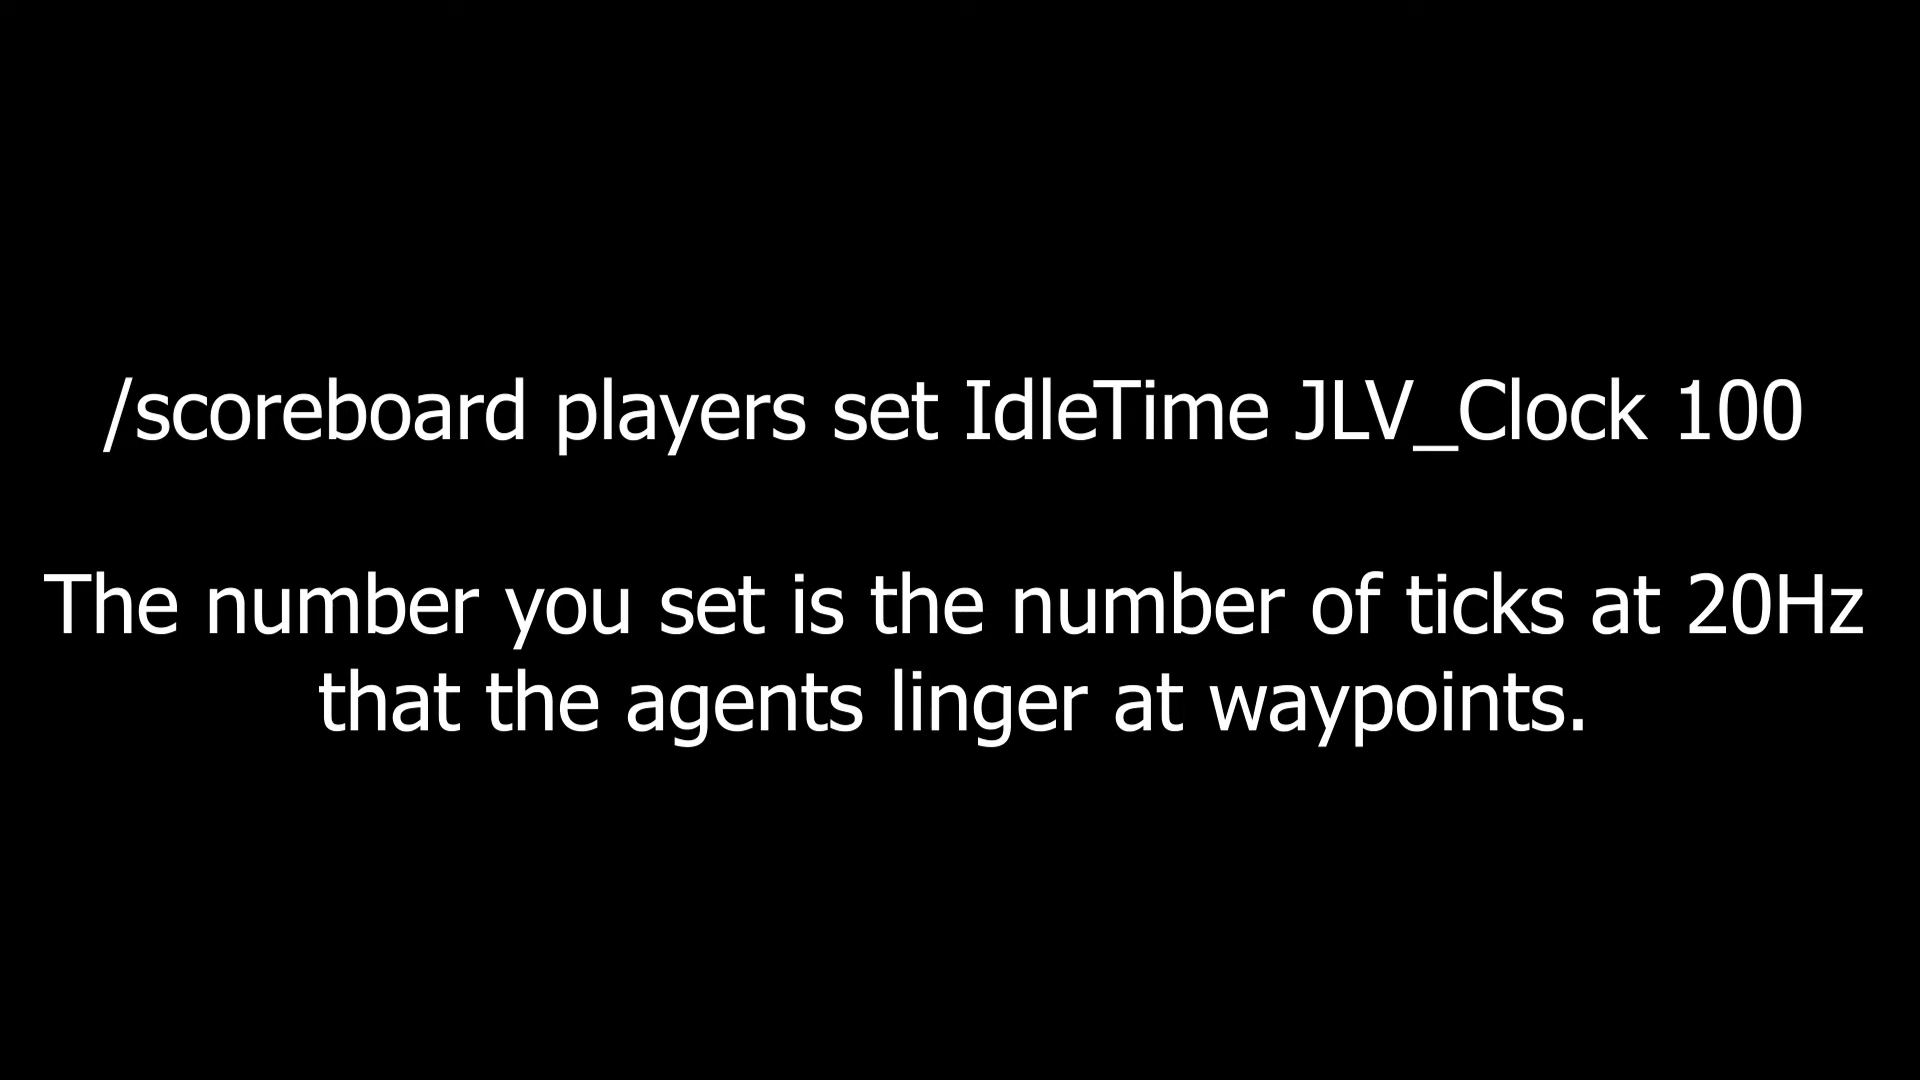 /scoreboard players set IdleTime JLV_Clock 100
The number you set is the number of ticks at 20Hz
that the agents linger at waypoints.